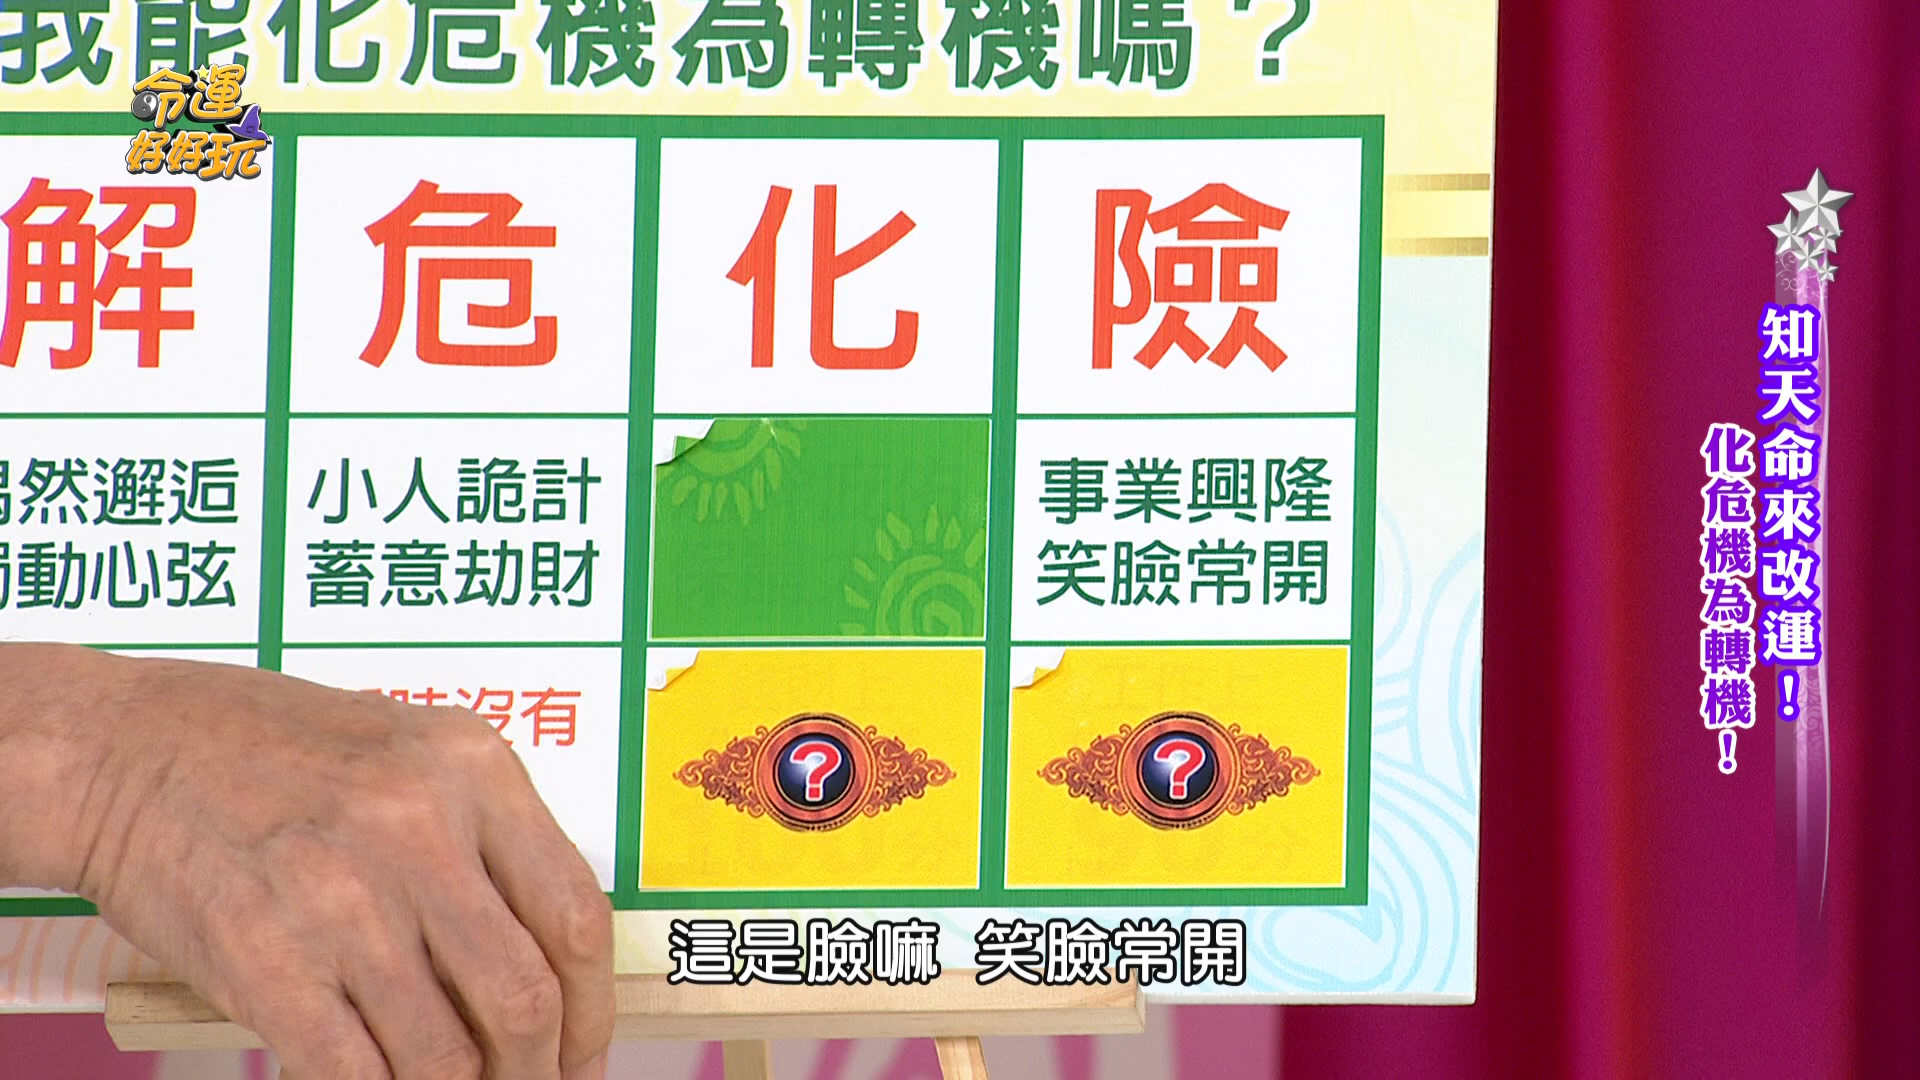 我能化危機為轉機嗎？
命運
好好玩
解 危 化 險
然邂逅
動心弦
小人詭計
蓄意劫財
事業興隆
笑臉常開
沒有
?
?
知天命來改運！
化危機為轉機！
這是臉嘛 笑臉常開